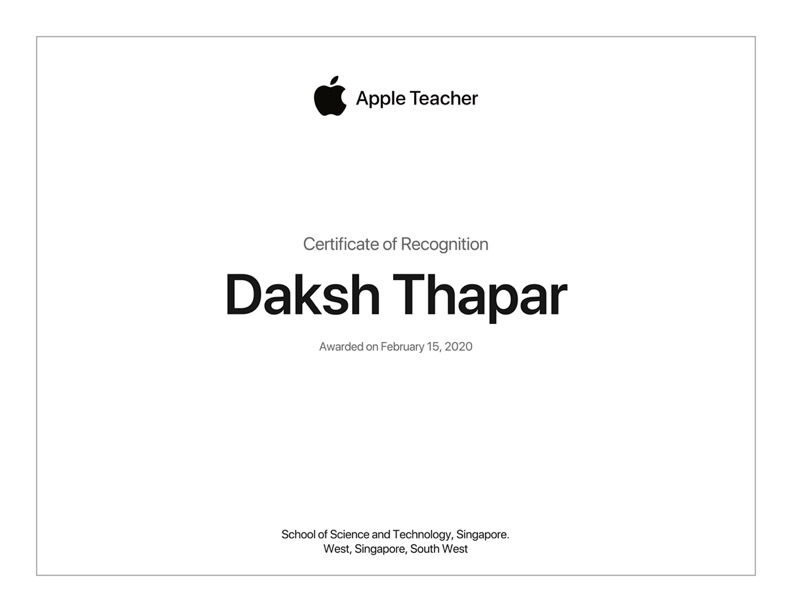 Apple Teacher
Certificate of Recognition
Daksh Thapar
Awarded on February 15, 2020
School of Science and Technology, Singapore.
West, Singapore, South West